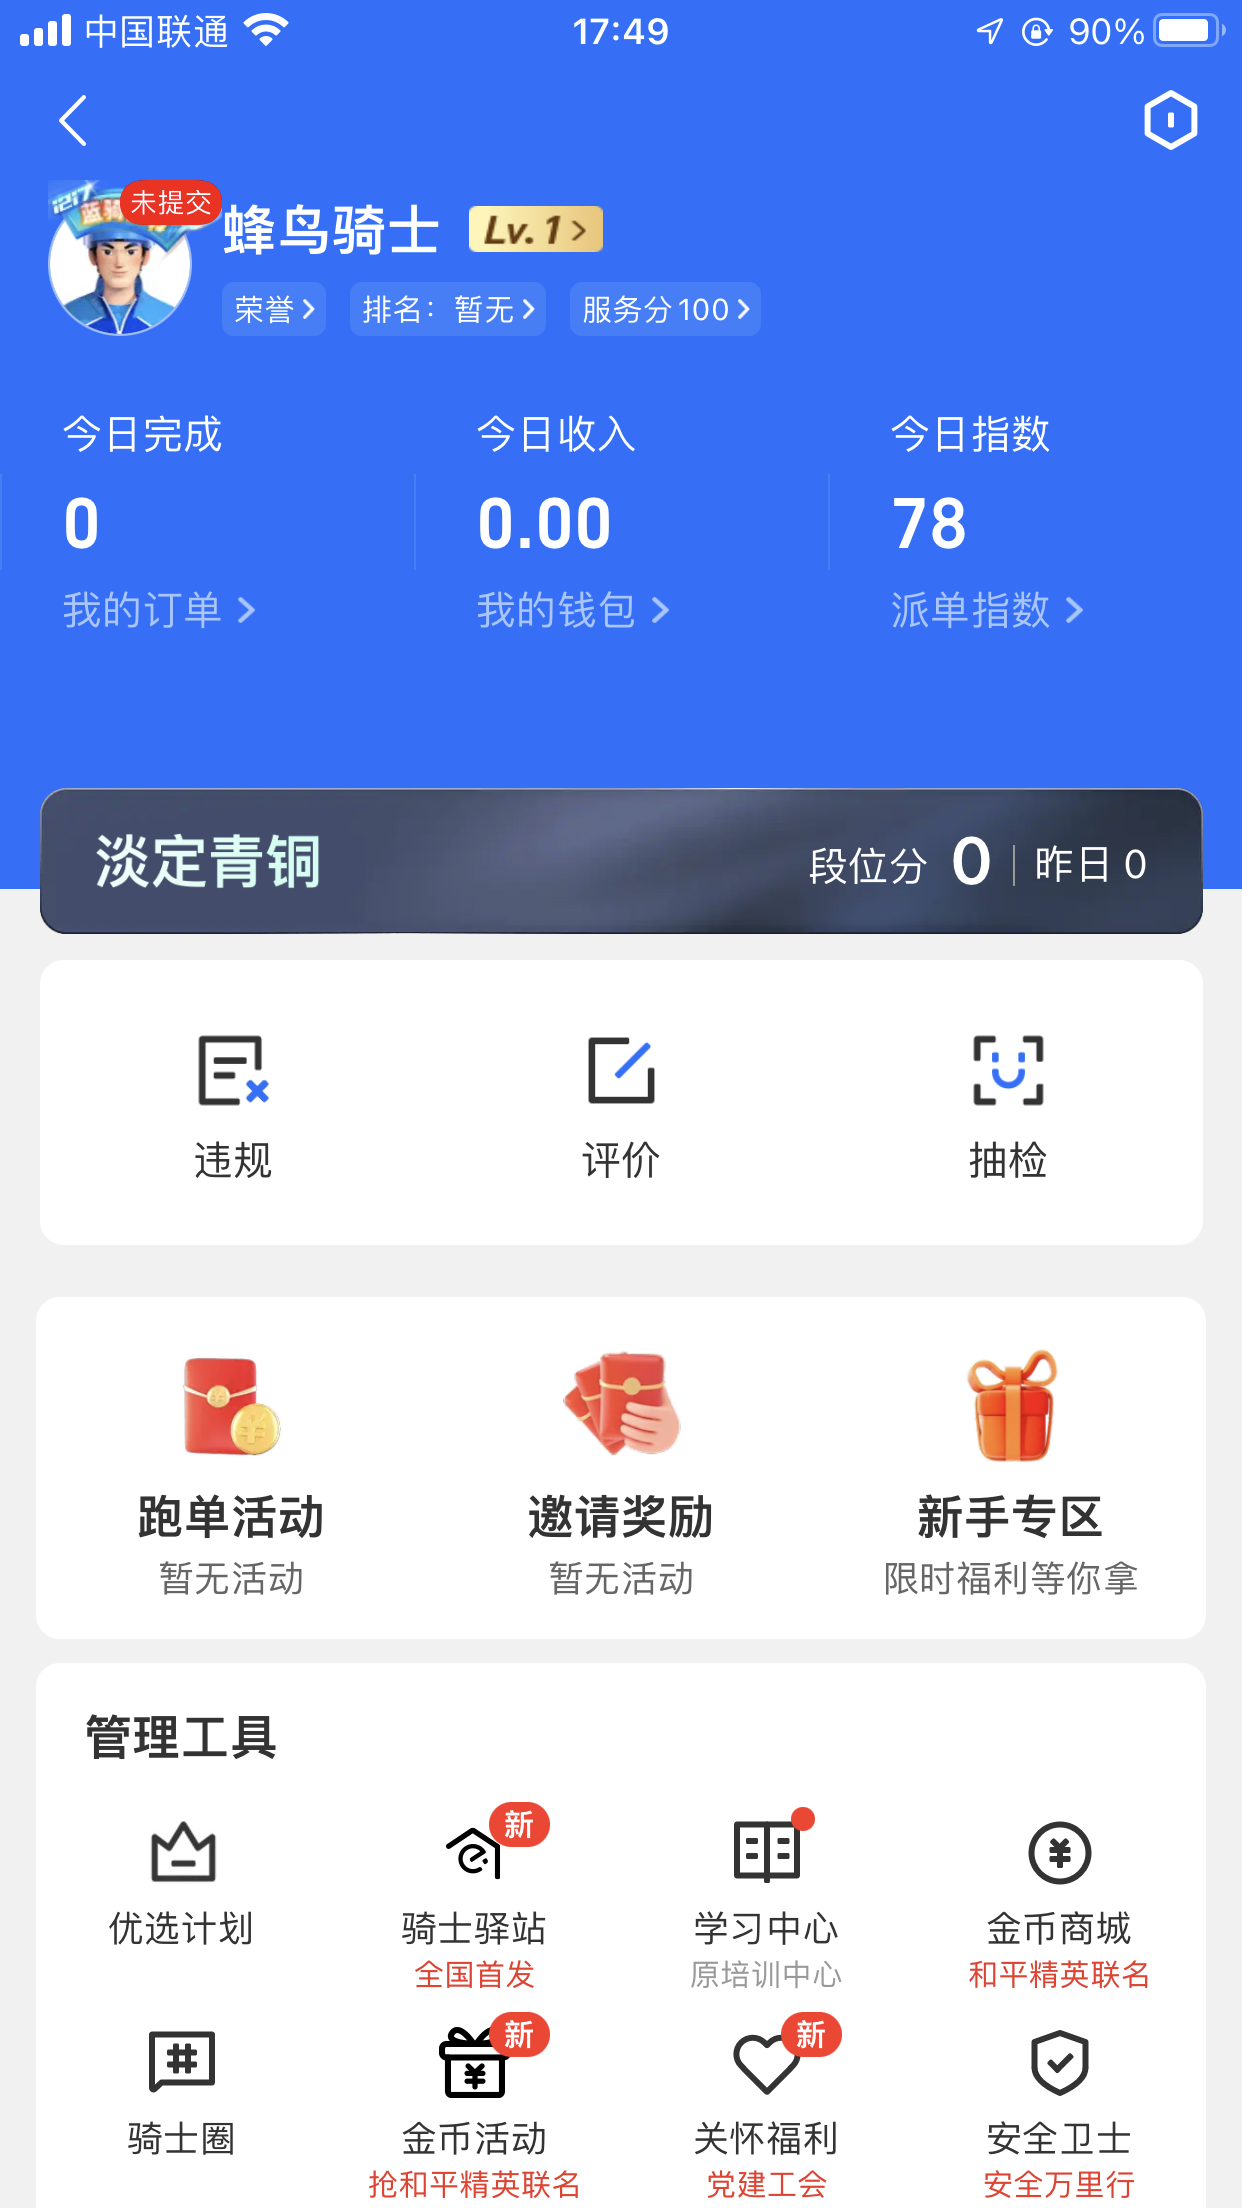 中国联通 17:49 90%
未提交
蜂鸟骑士 Lv. 1
荣誉 排名：暂无 服务分100
今日完成 今日收入 今日指数
0 0.00 78
我的订单 我的钱包 派单指数
淡定青铜 段位分 0 昨日 0
违规 评价 抽检
跑单活动 邀请奖励 新手专区
暂无活动 暂无活动 限时福利等你拿
管理工具
新
优选计划 骑士驿站 学习中心 金币商城
全国首发 原培训中心 和平精英联名
新 新
骑士圈 金币活动 关怀福利 安全卫士
抢和平精英联名 党建工会 安全万里行